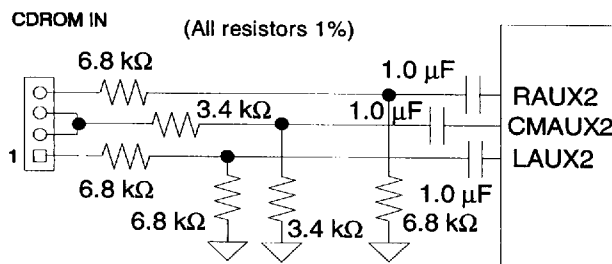 CDROM IN
(All resistors 1%)
6.8 kΩ
1.0 µF
RAUX2
3.4 kΩ
1.0 µF
CMAUX2
1
LAUX2
6.8 kΩ
1.0 µF
6.8 kΩ
3.4 kΩ
6.8 kΩ